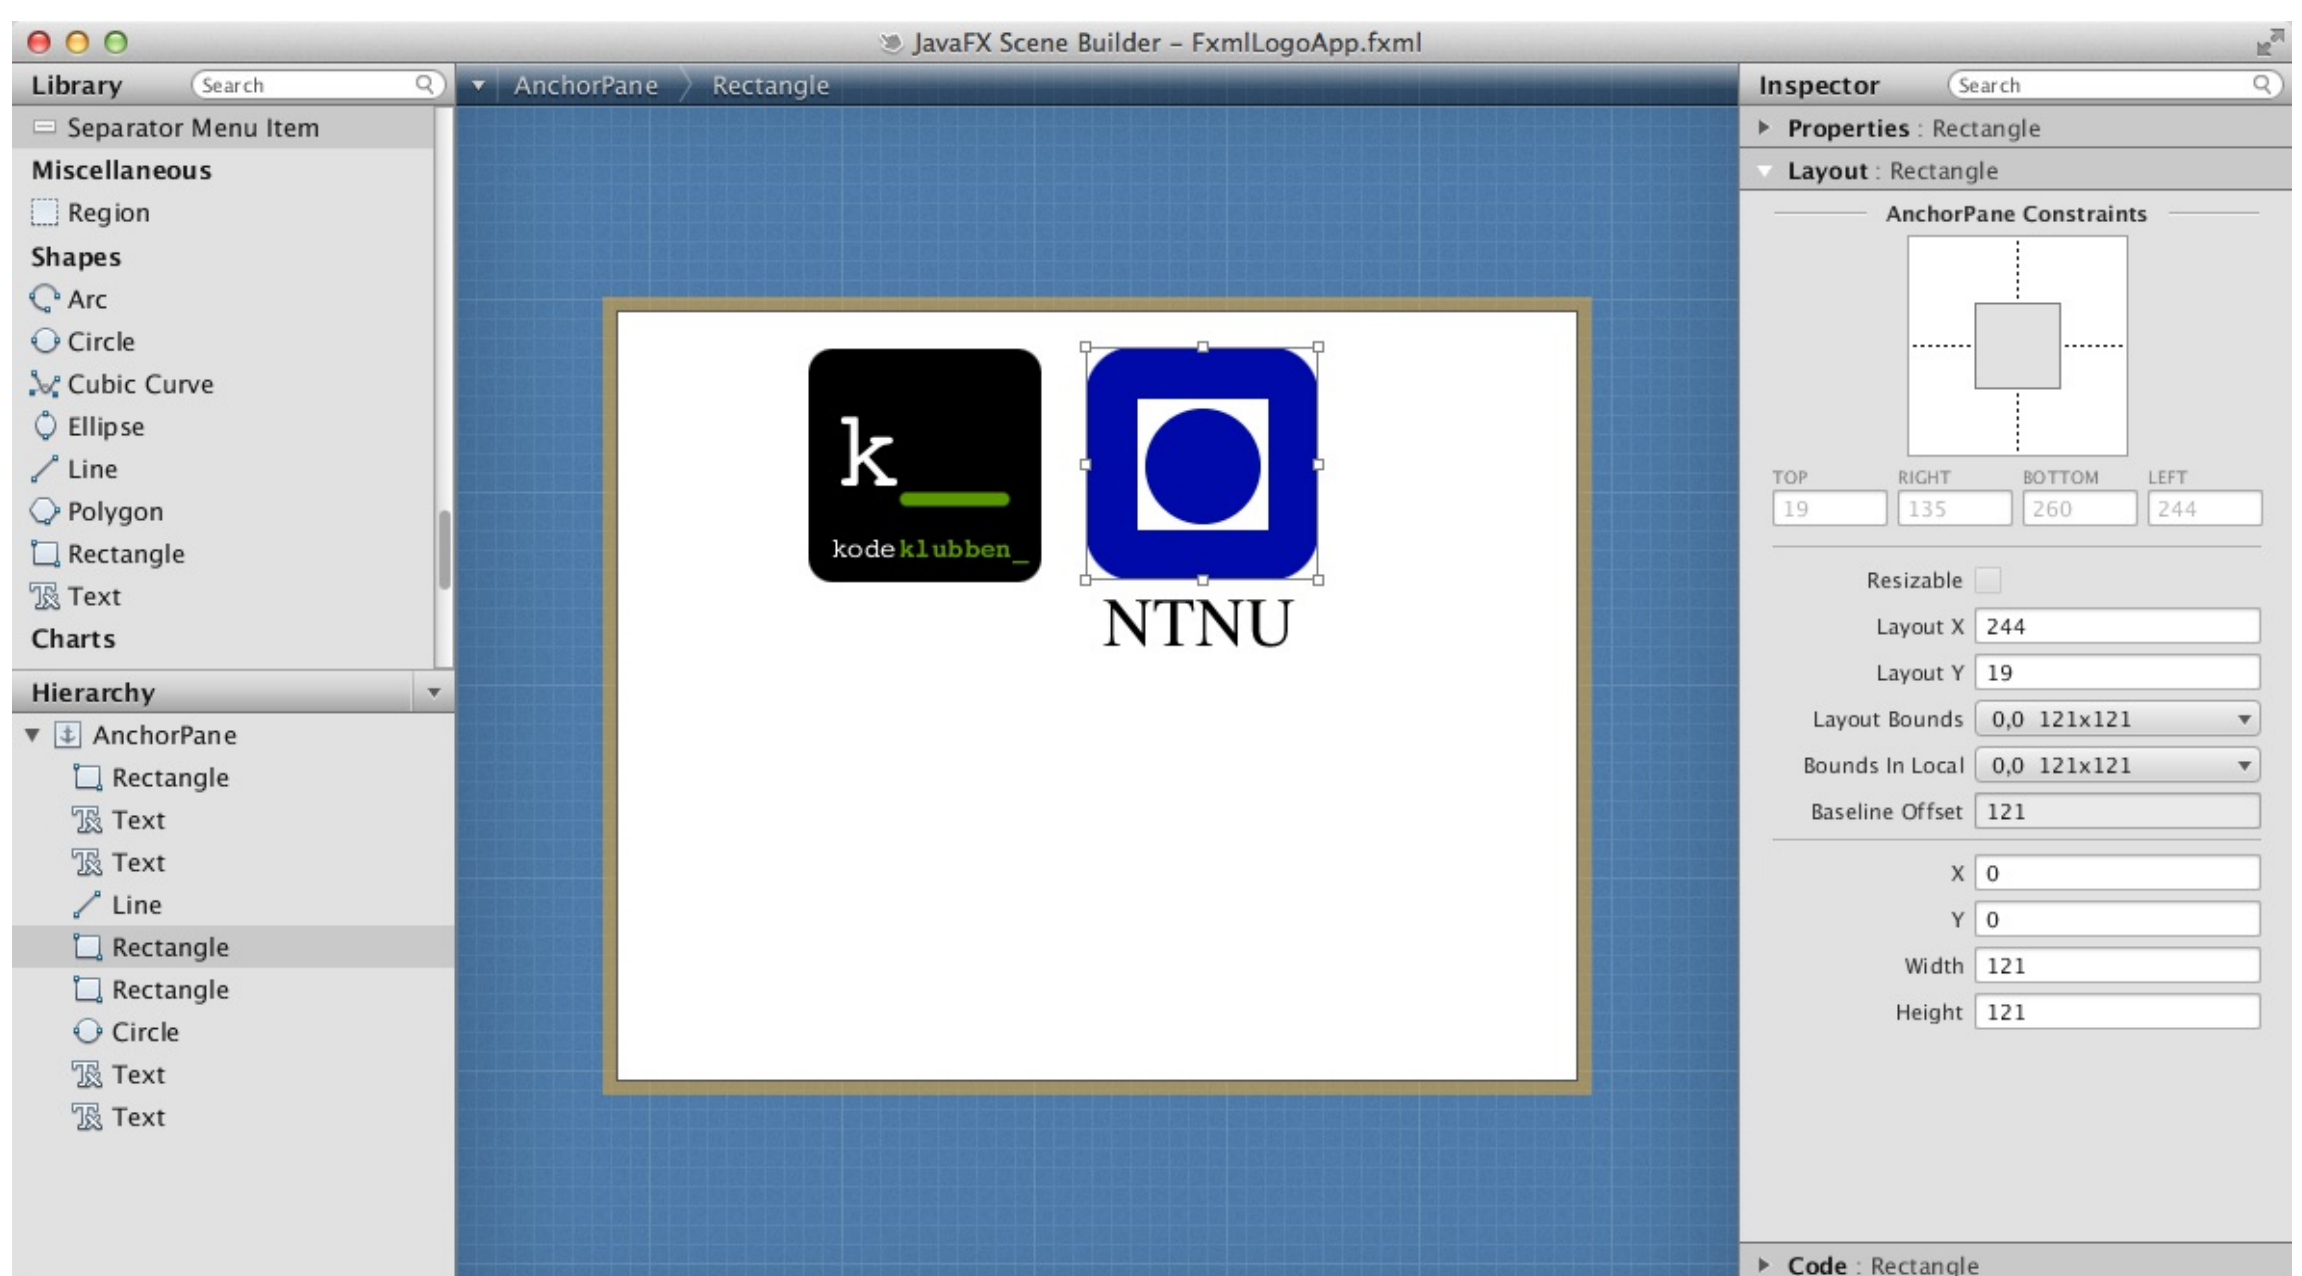 JavaFX Scene Builder – FxmlLogoApp.fxml
Library
Search
Separator Menu Item
Miscellaneous
Region
Shapes
Arc
Circle
Cubic Curve
Ellipse
Line
Polygon
Rectangle
Text
Charts
Hierarchy
AnchorPane
Rectangle
Text
Text
Line
Rectangle
Rectangle
Circle
Text
Text
AnchorPane Rectangle
k_
kodeklubben_
NTNU
Inspector
Search
Properties : Rectangle
Layout : Rectangle
AnchorPane Constraints
TOP RIGHT BOTTOM LEFT
19 135 260 244
Resizable
Layout X 244
Layout Y 19
Layout Bounds 0,0 121x121
Bounds In Local 0,0 121x121
Baseline Offset 121
X 0
Y 0
Width 121
Height 121
Code : Rectangle